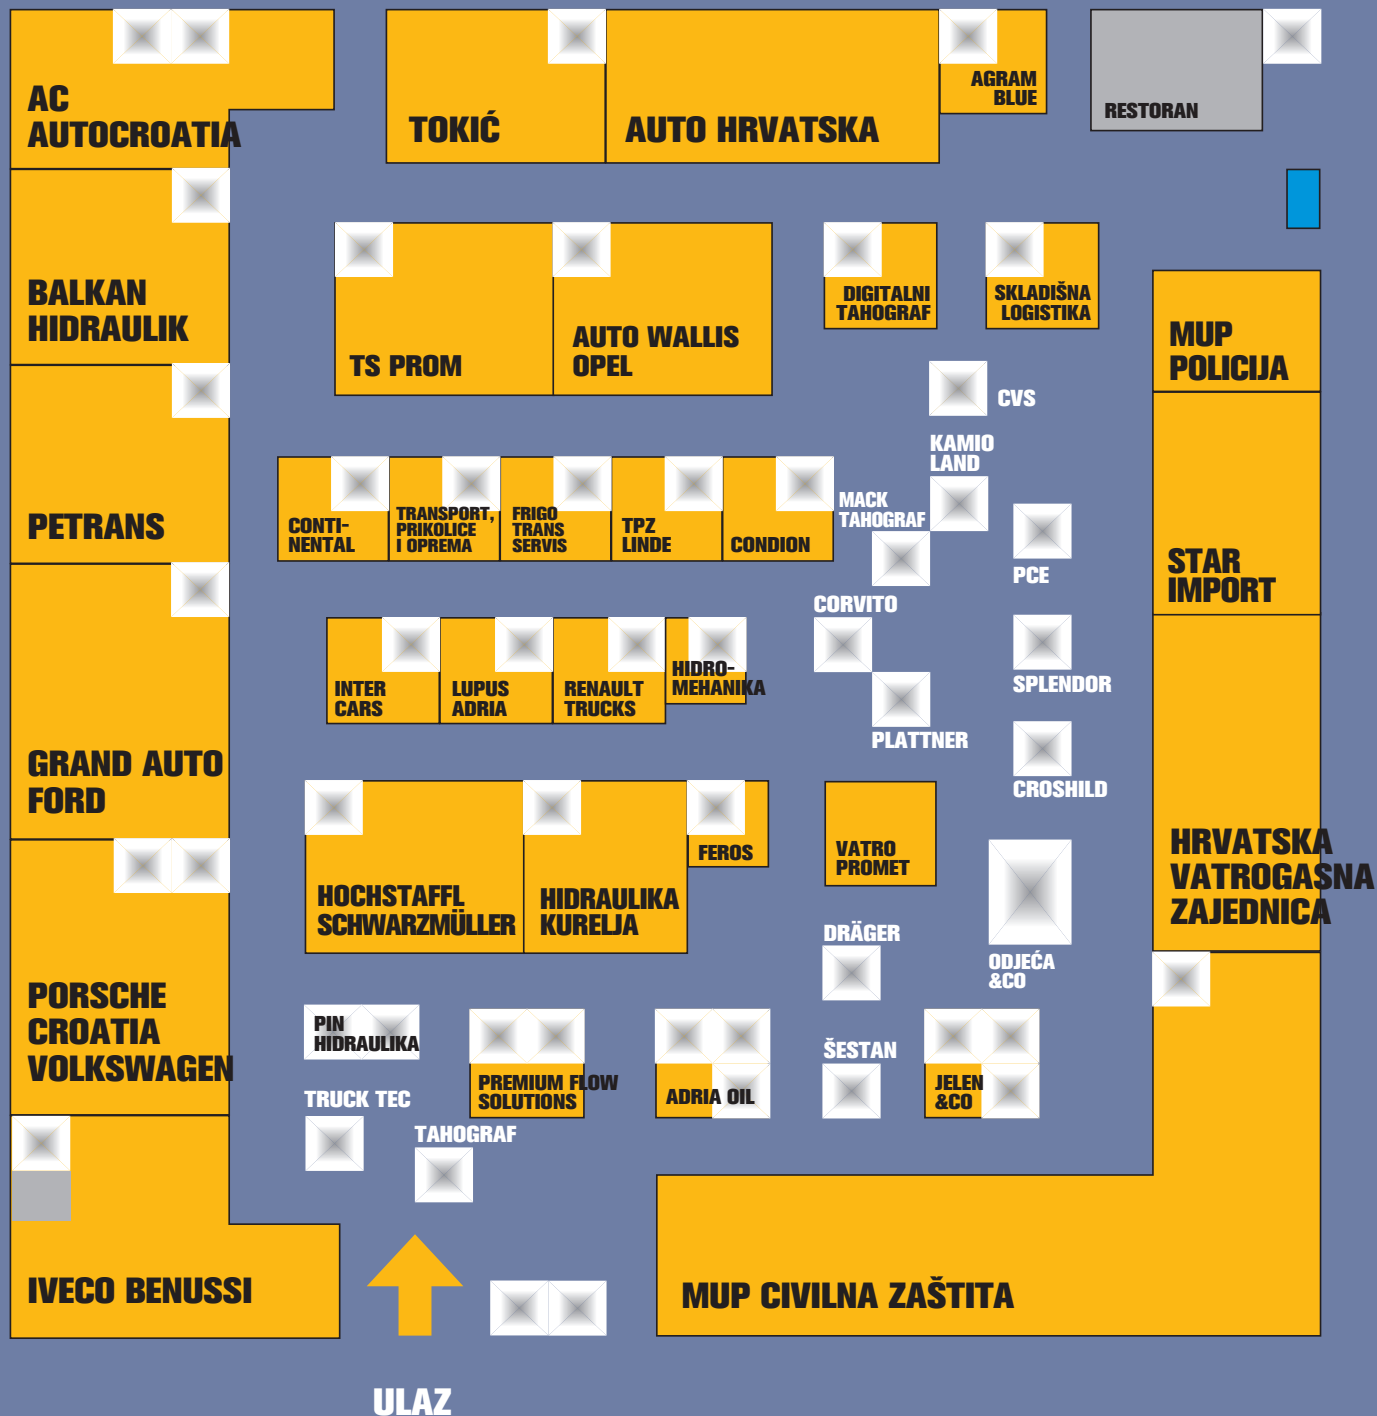 AC
AUTOCROATIA
TOKIĆ
AUTO HRVATSKA
AGRAM
BLUE
RESTORAN
BALKAN
HIDRAULIK
TS PROM
AUTO WALLIS
OPEL
DIGITALNI
TAHOGRAF
SKLADIŠNA
LOGISTIKA
MUP
POLICIJA
CVS
KAMIO
LAND
PETRANS
CONTI-
NENTAL
TRANSPORT,
PRIKOLICE
I OPREMA
FRIGO
TRANS
SERVIS
TPZ
LINDE
CONDION
MACK
TAHOGRAF
PCE
STAR
IMPORT
CORVITO
INTER
CARS
LUPUS
ADRIA
RENAULT
TRUCKS
HIDRO-
MEHANIKA
PLATTNER
SPLENDOR
CROSHILD
GRAND AUTO
FORD
HOCHSTAFFL
SCHWARZMÜLLER
HIDRAULIKA
KURELJA
FEROS
VATRO
PROMET
HRVATSKA
VATROGASNA
ZAJEDNICA
DRÄGER
ODJEĆA
&CO
PORSCHE
CROATIA
VOLKSWAGEN
PIN
HIDRAULIKA
PREMIUM FLOW
SOLUTIONS
ADRIA OIL
ŠESTAN
JELEN
&CO
TRUCK TEC
TAHOGRAF
IVECO BENUSSI
MUP CIVILNA ZAŠTITA
ULAZ